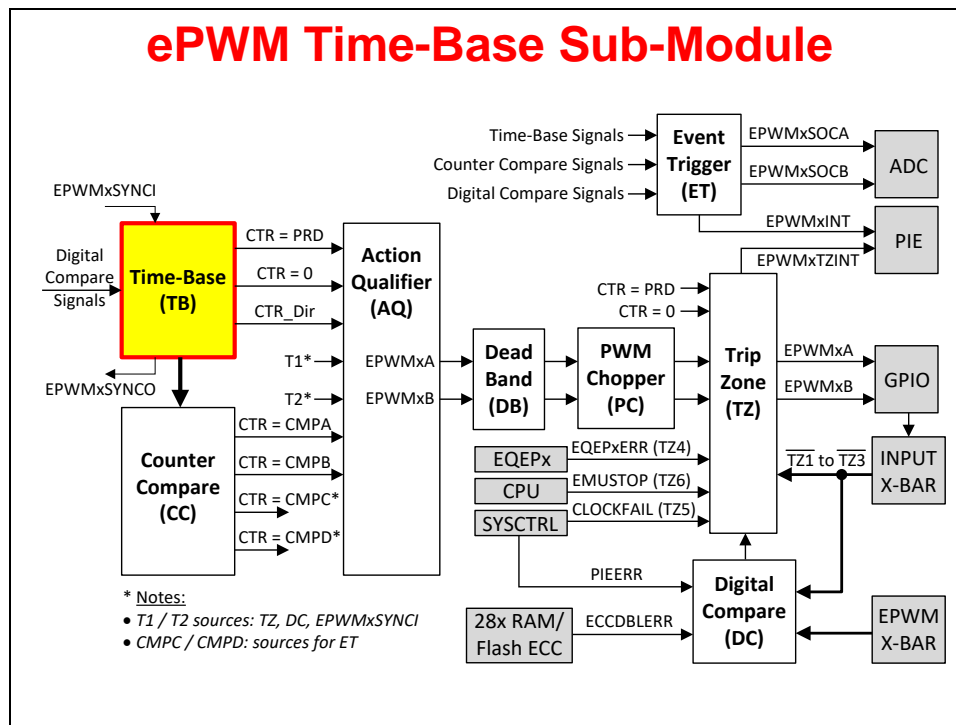 ePWM Time-Base Sub-Module
Time-Base Signals
Counter Compare Signals
Digital Compare Signals
Event
Trigger
(ET)
EPWMxSOCA
EPWMxSOCB
ADC
EPWMxINT
PIE
EPWMxTZINT
EPWMxSYNCI
Digital
Compare
Signals
Time-Base
(TB)
EPWMxSYNCO
CTR = PRD
CTR = 0
CTR_Dir
T1*
T2*
Action
Qualifier
(AQ)
EPWMxA
EPWMxB
Dead
Band
(DB)
PWM
Chopper
(PC)
CTR = PRD
CTR = 0
Trip
Zone
(TZ)
EPWMxA
EPWMxB
GPIO
Counter
Compare
(CC)
CTR = CMPA
CTR = CMPB
CTR = CMPC*
CTR = CMPD*
EQEPx
EQEPxERR (TZ4)
CPU
EMUSTOP (TZ6)
SYSCTRL
CLOCKFAIL (TZ5)
TZ1 to TZ3
INPUT
X-BAR
PIEERR
28x RAM/
Flash ECC
ECCDBLERR
Digital
Compare
(DC)
EPWM
X-BAR
* Notes:
• T1 / T2 sources: TZ, DC, EPWMxSYNCI
• CMPC / CMPD: sources for ET